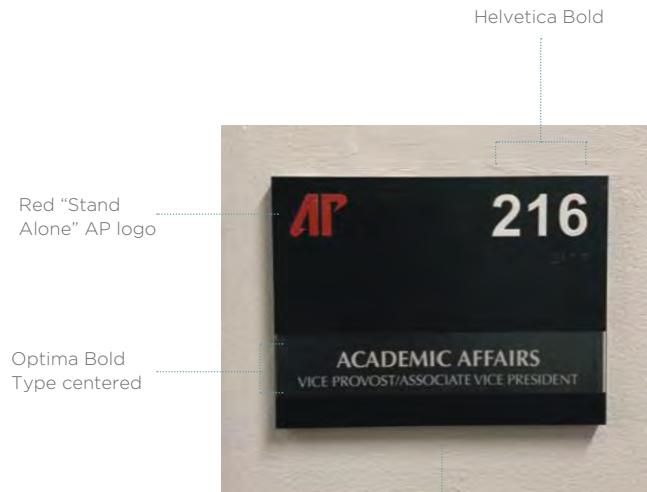 Helvetica Bold
AP
216
Red “Stand
Alone” AP logo
ACADEMIC AFFAIRS
VICE PROVOST/ASSOCIATE VICE PRESIDENT
Optima Bold
Type centered